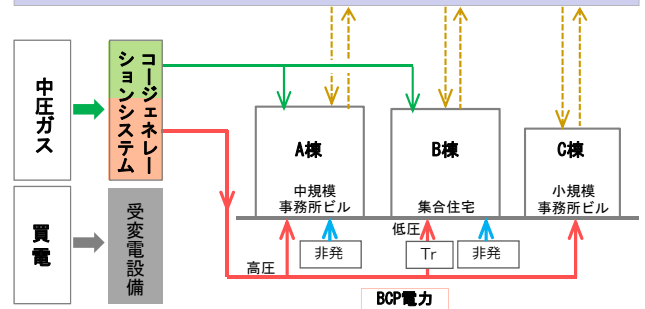 中圧ガス
コージェネレー
ションシステム
買電
受変電設備
A棟
中規模
事務所ビル
B棟
集合住宅
C棟
小規模
事務所ビル
低圧
非発
Tr
非発
高圧
BCP電力